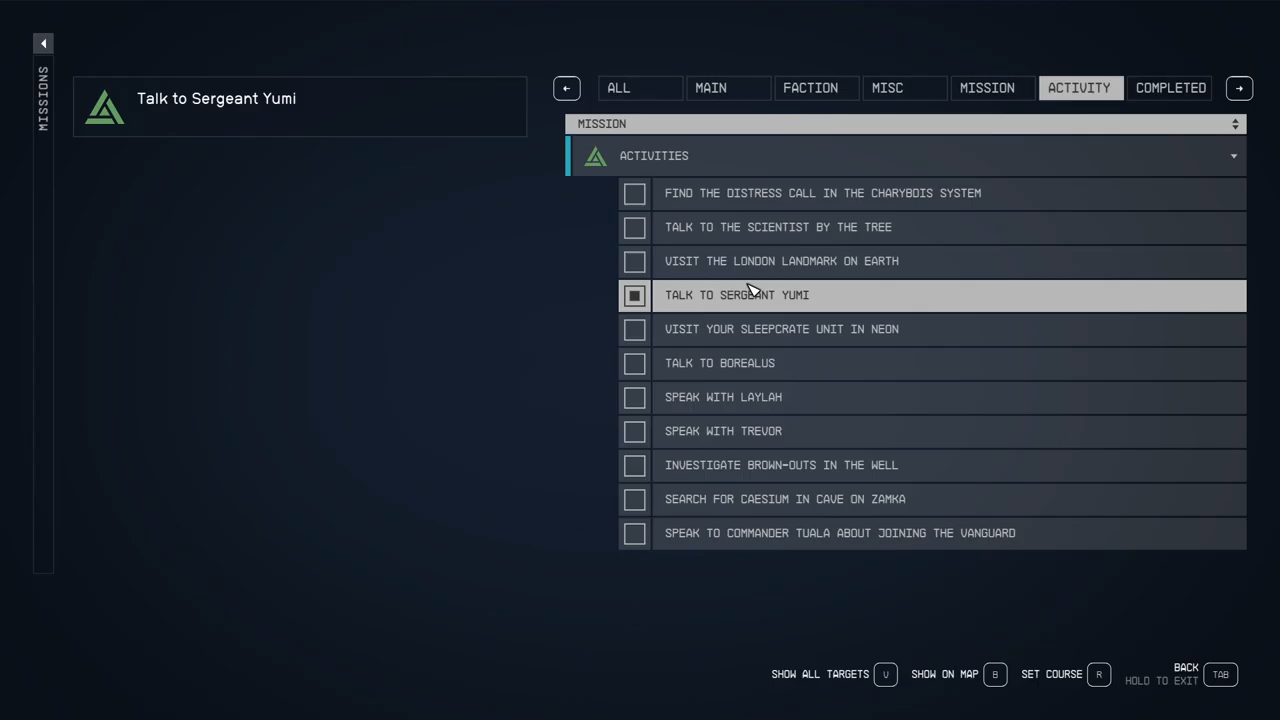 MISSIONS
Talk to Sergeant Yumi
ALL MAIN FACTION MISC MISSION ACTIVITY COMPLETED
MISSION
ACTIVITIES
FIND THE DISTRESS CALL IN THE CHARYBDIS SYSTEM
TALK TO THE SCIENTIST BY THE TREE
VISIT THE LONDON LANDMARK ON EARTH
TALK TO SERGEANT YUMI
VISIT YOUR SLEEPCRATE UNIT IN NEON
TALK TO BOREALUS
SPEAK WITH LAYLAH
SPEAK WITH TREVOR
INVESTIGATE BROWN-OUTS IN THE WELL
SEARCH FOR CAESIUM IN CAVE ON ZAMKA
SPEAK TO COMMANDER TUALA ABOUT JOINING THE VANGUARD
SHOW ALL TARGETS V SHOW ON MAP B SET COURSE R BACK TAB
HOLD TO EXIT